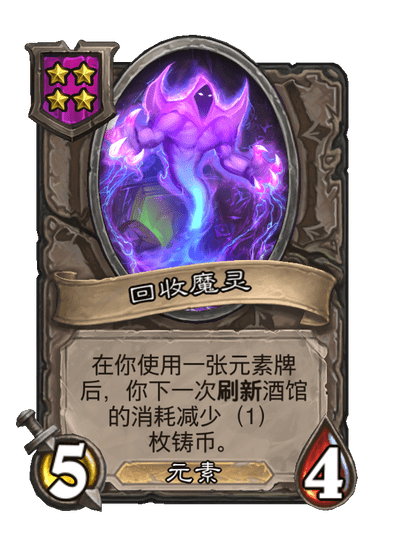 回收魔灵
在你使用一张元素牌
后，你下一次刷新酒馆
的消耗减少（1）
枚铸币。
元素
5
4